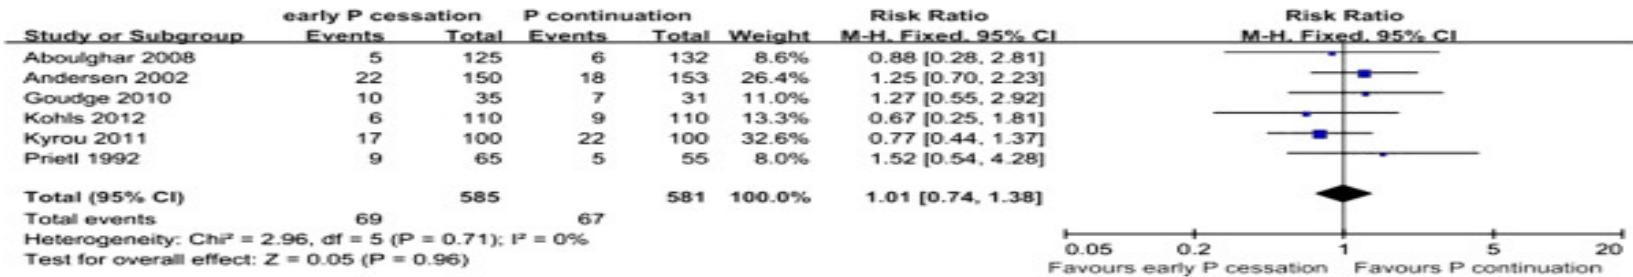 early P cessation P continuation Risk Ratio Risk Ratio
Study or Subgroup Events Total Events Total Weight M-H, Fixed, 95% CI M-H, Fixed, 95% CI
Aboulghar 2008 5 125 6 132 8.6% 0.88 [0.28, 2.81]
Andersen 2002 22 150 18 153 26.4% 1.25 [0.70, 2.23]
Goudge 2010 10 35 7 31 11.0% 1.27 [0.55, 2.92]
Kohls 2012 6 110 9 110 13.3% 0.67 [0.25, 1.81]
Kyrou 2011 17 100 22 100 32.6% 0.77 [0.44, 1.37]
Prietl 1992 9 65 5 55 8.0% 1.52 [0.54, 4.28]
Total (95% CI) 585 581 100.0% 1.01 [0.74, 1.38]
Total events 69 67
Heterogeneity: Chi² = 2.96, df = 5 (P = 0.71); I² = 0%
Test for overall effect: Z = 0.05 (P = 0.96)
0.05 0.2 1 5 20
Favours early P cessation Favours P continuation